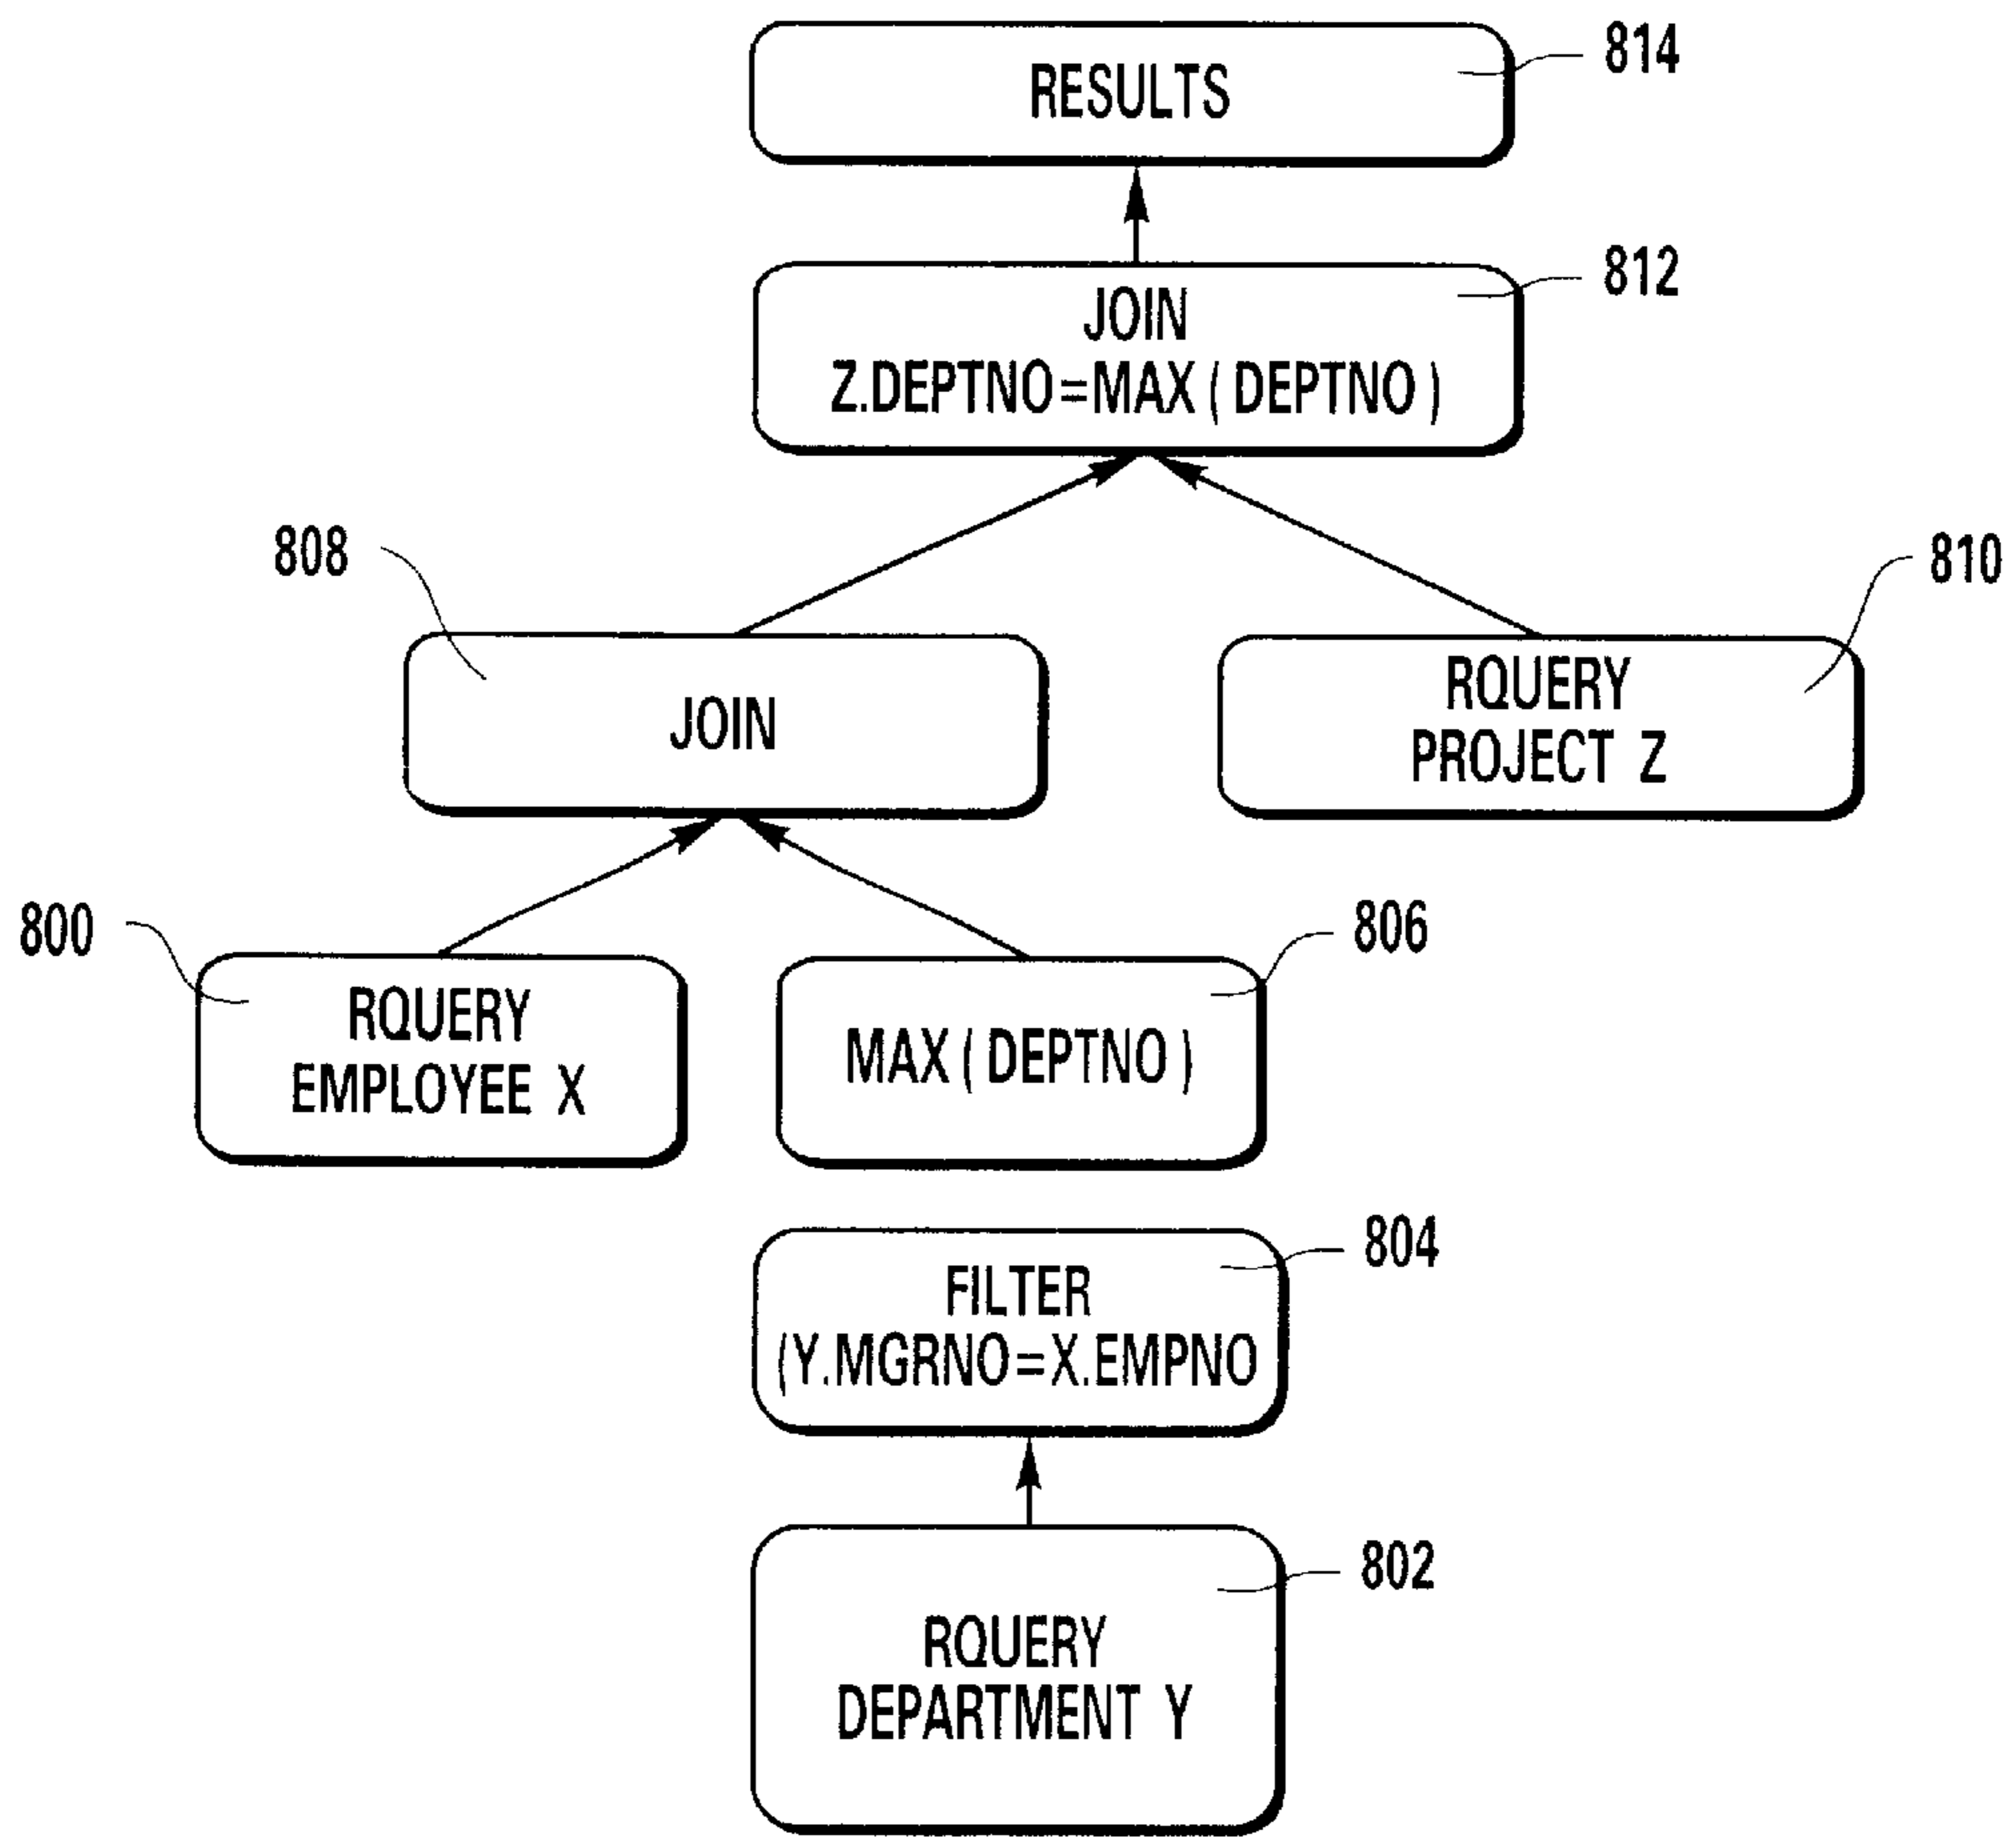 RESULTS
814
JOIN
Z.DEPTNO=MAX(DEPTNO)
812
808
JOIN
RQUERY
PROJECT Z
810
800
RQUERY
EMPLOYEE X
MAX(DEPTNO)
806
FILTER
(Y.MGRNO=X.EMPNO
804
RQUERY
DEPARTMENT Y
802